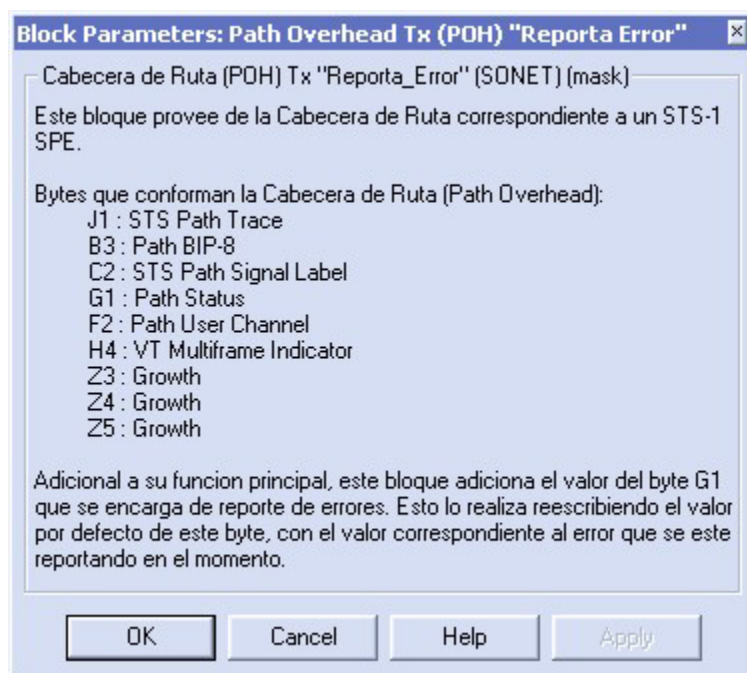 Block Parameters: Path Overhead Tx (POH) "Reporta Error"
Cabecera de Ruta (POH) Tx "Reporta_Error" (SONET) (mask)
Este bloque provee de la Cabecera de Ruta correspondiente a un STS-1
SPE.
Bytes que conforman la Cabecera de Ruta (Path Overhead):
J1 : STS Path Trace
B3 : Path BIP-8
C2 : STS Path Signal Label
G1 : Path Status
F2 : Path User Channel
H4 : VT Multiframe Indicator
Z3 : Growth
Z4 : Growth
Z5 : Growth
Adicional a su funcion principal, este bloque adiciona el valor del byte G1
que se encarga de reporte de errores. Esto lo realiza reescribiendo el valor
por defecto de este byte, con el valor correspondiente al error que se este
reportando en el momento.
OK Cancel Help Apply